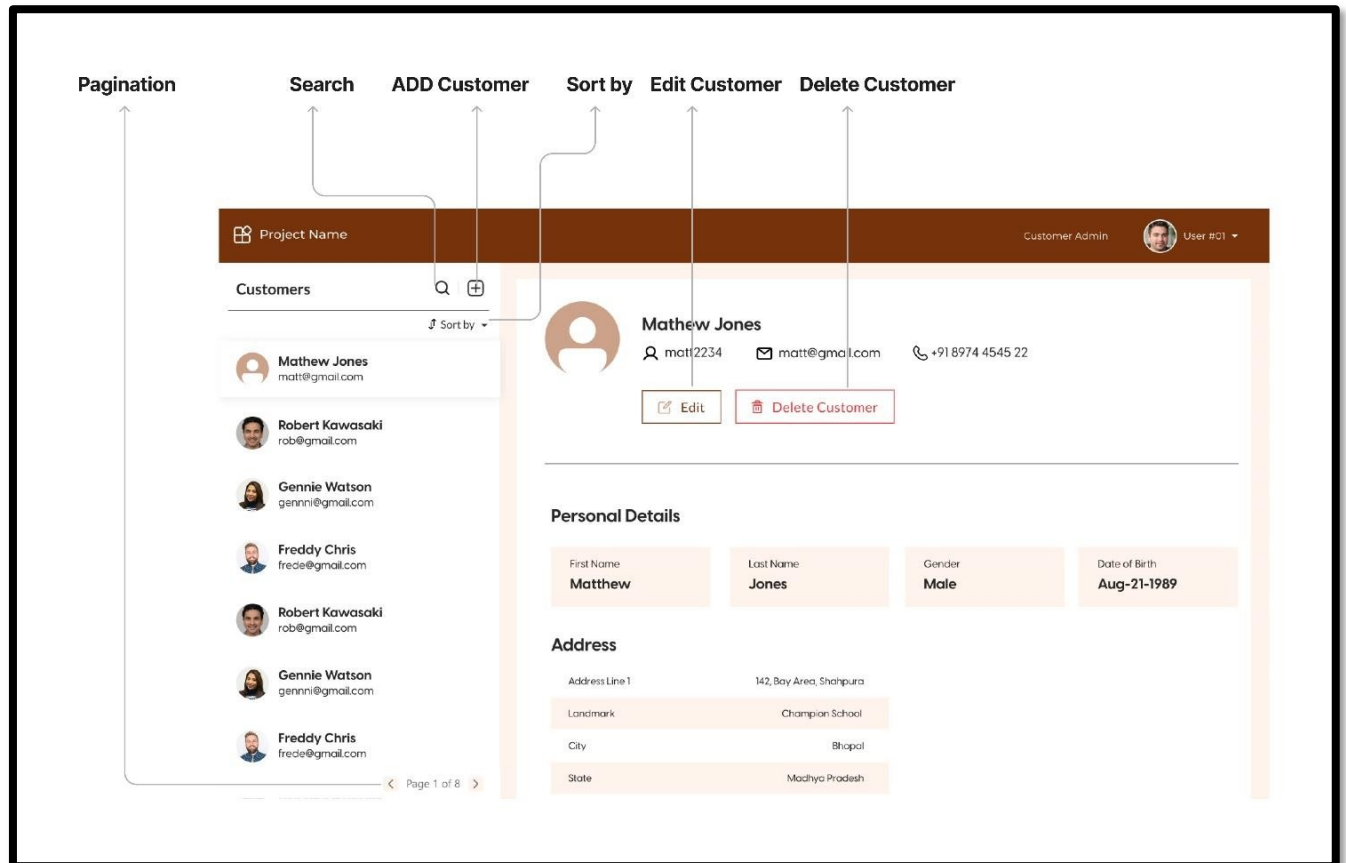 Pagination Search ADD Customer Sort by Edit Customer Delete Customer
Project Name Customer Admin User #01
Customers
Sort by
Mathew Jones
matt@gmail.com
Robert Kawasaki
rob@gmail.com
Gennie Watson
gennni@gmail.com
Freddy Chris
frede@gmail.com
Robert Kawasaki
rob@gmail.com
Gennie Watson
gennni@gmail.com
Freddy Chris
frede@gmail.com
Page 1 of 8
Mathew Jones
matt2234 matt@gmail.com +91 8974 4545 22
Edit Delete Customer
Personal Details
First Name Last Name Gender Date of Birth
Matthew Jones Male Aug-21-1989
Address
Address Line 1 142, Bay Area, Shahpura
Landmark Champion School
City Bhopal
State Madhya Pradesh